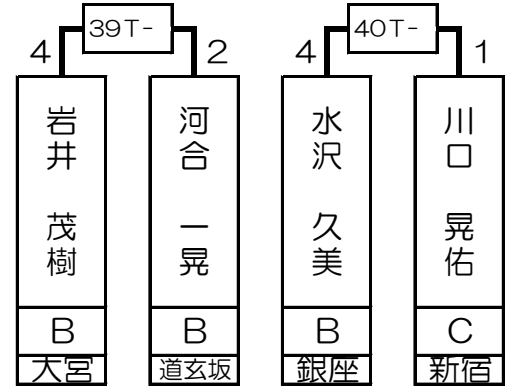 39T-
40T-
4
2
4
1
岩井 茂樹
河合 一晃
水沢 久美
川口 晃佑
B
B
B
C
大宮
道玄坂
銀座
新宿